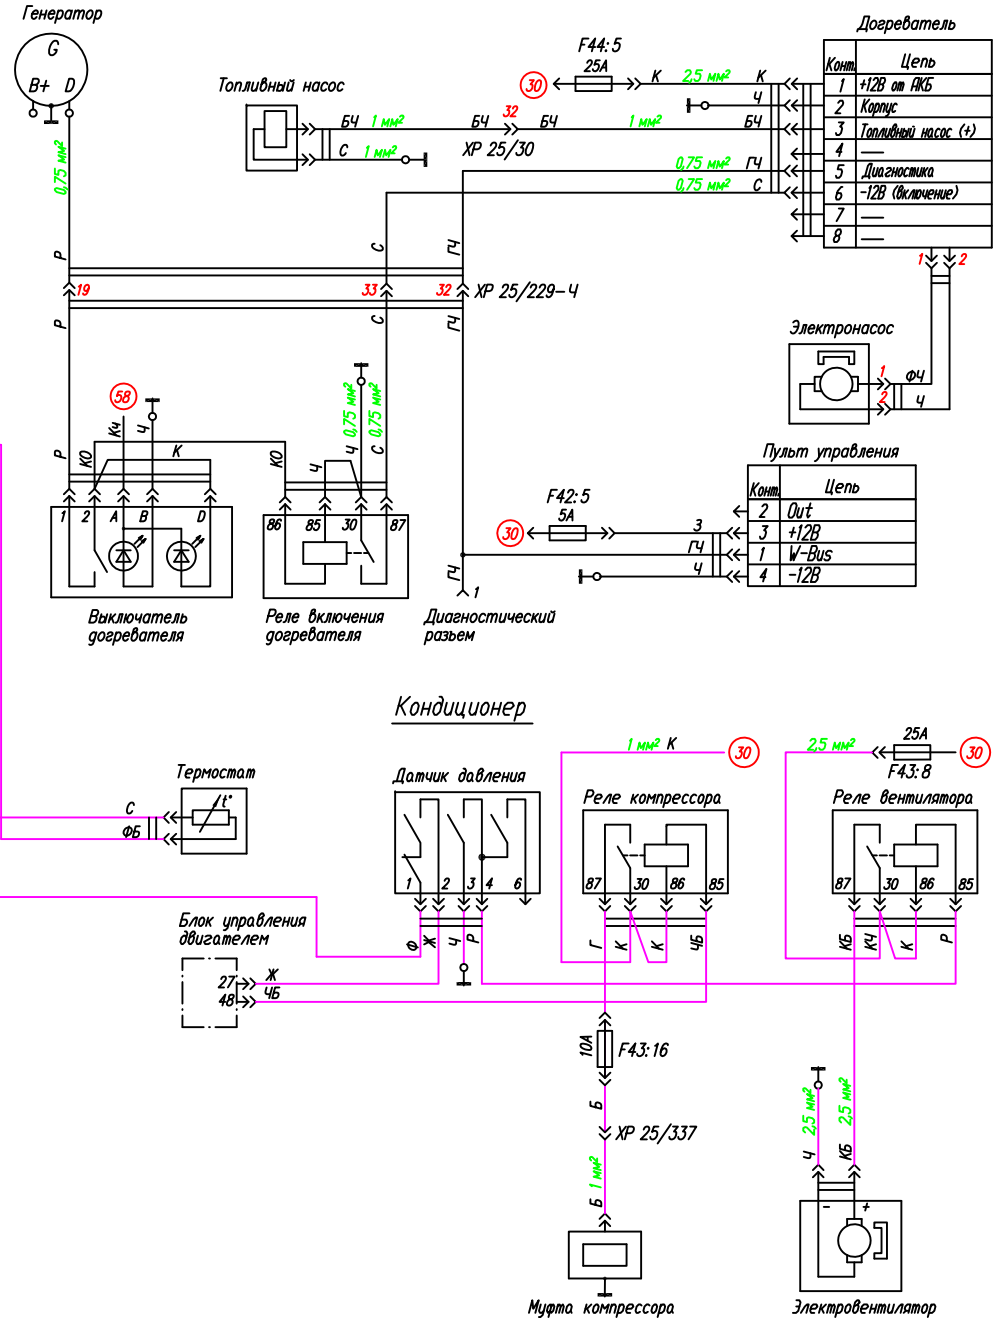 Генератор
G
B+ D
0,75 мм²
Р
Топливный насос
БЧ 1 мм² БЧ
32
БЧ 1 мм² БЧ
С 1 мм²
ХР 25/30
F44:5
25А
30
К 2,5 мм² К
Ч
0,75 мм² ГЧ
0,75 мм² С
Догреватель
Конт. Цепь
1 +12В от АКБ
2 Корпус
3 Топливный насос (+)
4 —
5 Диагностика
6 -12В (включение)
7 —
8 —
1 2
С
ГЧ
19
33
32
ХР 25/229-Ч
Р
С
ГЧ
Электронасос
1 ФЧ
2 Ч
58
Р
КО
Кч
Ч
К
1 2 А В D
Выключатель
догревателя
КО
Ч
Ч
0,75 мм²
С
0,75 мм²
86 85 30 87
Реле включения
догревателя
ГЧ
1
Диагностический
разъем
F42:5
5А
30
З
ГЧ
Ч
Пульт управления
Конт. Цепь
2 Out
3 +12В
1 W-Bus
4 -12В
Кондиционер
Термостат
t°
С
ФБ
Датчик давления
1 2 3 4 6
Ф
Ж
Ч
Р
Блок управления
двигателем
27 Ж
48 ЧБ
1 мм² К
30
Реле компрессора
87 30 86 85
Г
К
К
ЧБ
10А
F43:16
Б
ХР 25/337
1 мм²
Б
Муфта компрессора
2,5 мм²
25А
30
F43:8
Реле вентилятора
87 30 86 85
КБ
КЧ
К
Р
2,5 мм²
Ч
2,5 мм²
КБ
- +
Электровентилятор